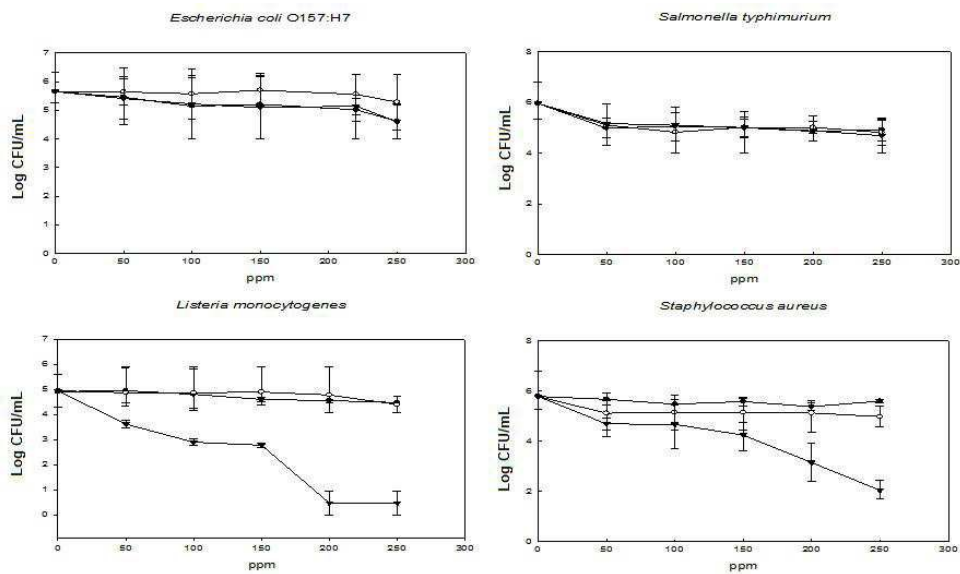 Escherichia coli O157:H7
Log CFU/mL
7
6
5
4
3
2
1
0
0 50 100 150 200 250 300
ppm
Salmonella typhimurium
Log CFU/mL
8
6
4
2
0
0 50 100 150 200 250 300
ppm
Listeria monocytogenes
Log CFU/mL
7
6
5
4
3
2
1
0
0 50 100 150 200 250 300
ppm
Staphylococcus aureus
Log CFU/mL
8
6
4
2
0
0 50 100 150 200 250 300
ppm